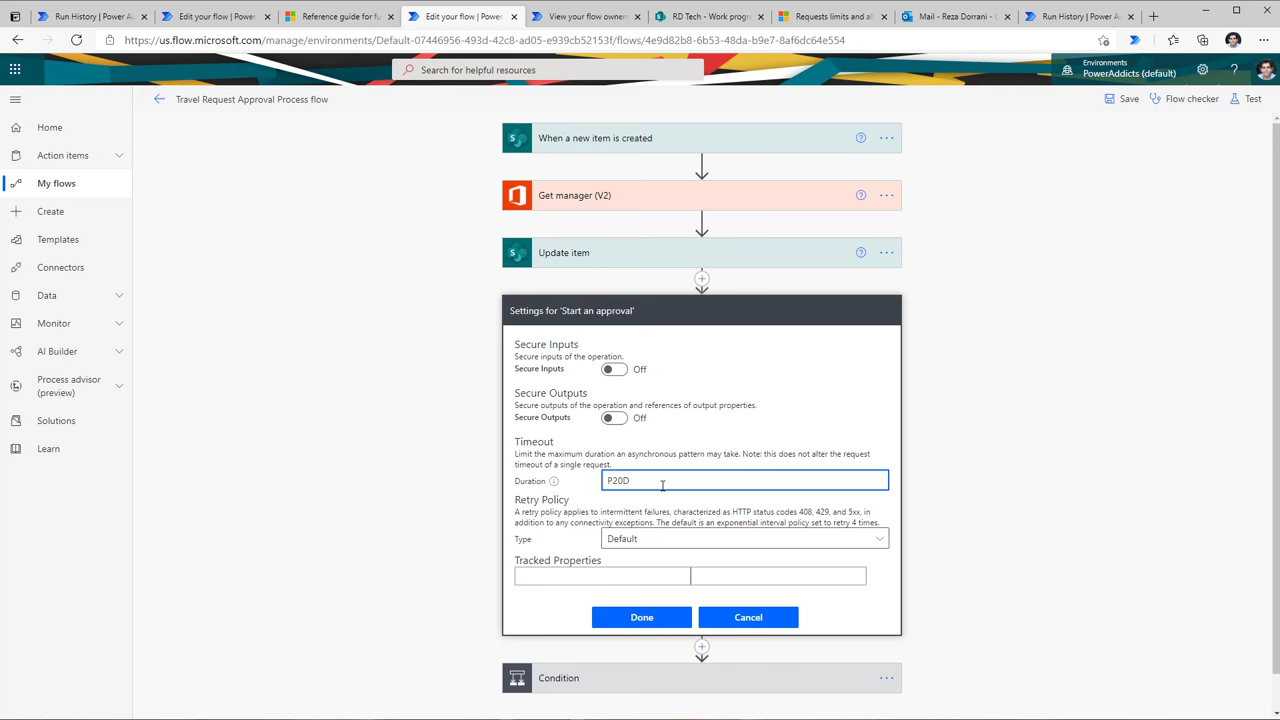 Run History | Power Au
Edit your flow | Power
Reference guide for fu
Edit your flow | Power
View your flow owners
RD Tech - Work progre
Requests limits and all
Mail - Reza Dorrani - O
Run History | Power Au
https://us.flow.microsoft.com/manage/environments/Default-07446956-493d-42c8-ad05-e939cb52153f/flows/4e9d82b8-6b53-48da-b9e7-8af6dc64e554
Search for helpful resources
Environments
PowerAddicts (default)
Travel Request Approval Process flow
Save
Flow checker
Test
Home
Action items
My flows
Create
Templates
Connectors
Data
Monitor
AI Builder
Process advisor
(preview)
Solutions
Learn
When a new item is created
Get manager (V2)
Update item
Settings for 'Start an approval'
Secure Inputs
Secure inputs of the operation.
Secure Inputs Off
Secure Outputs
Secure outputs of the operation and references of output properties.
Secure Outputs Off
Timeout
Limit the maximum duration an asynchronous pattern may take. Note: this does not alter the request
timeout of a single request.
Duration P20D
Retry Policy
A retry policy applies to intermittent failures, characterized as HTTP status codes 408, 429, and 5xx, in
addition to any connectivity exceptions. The default is an exponential interval policy set to retry 4 times.
Type Default
Tracked Properties
Done Cancel
Condition